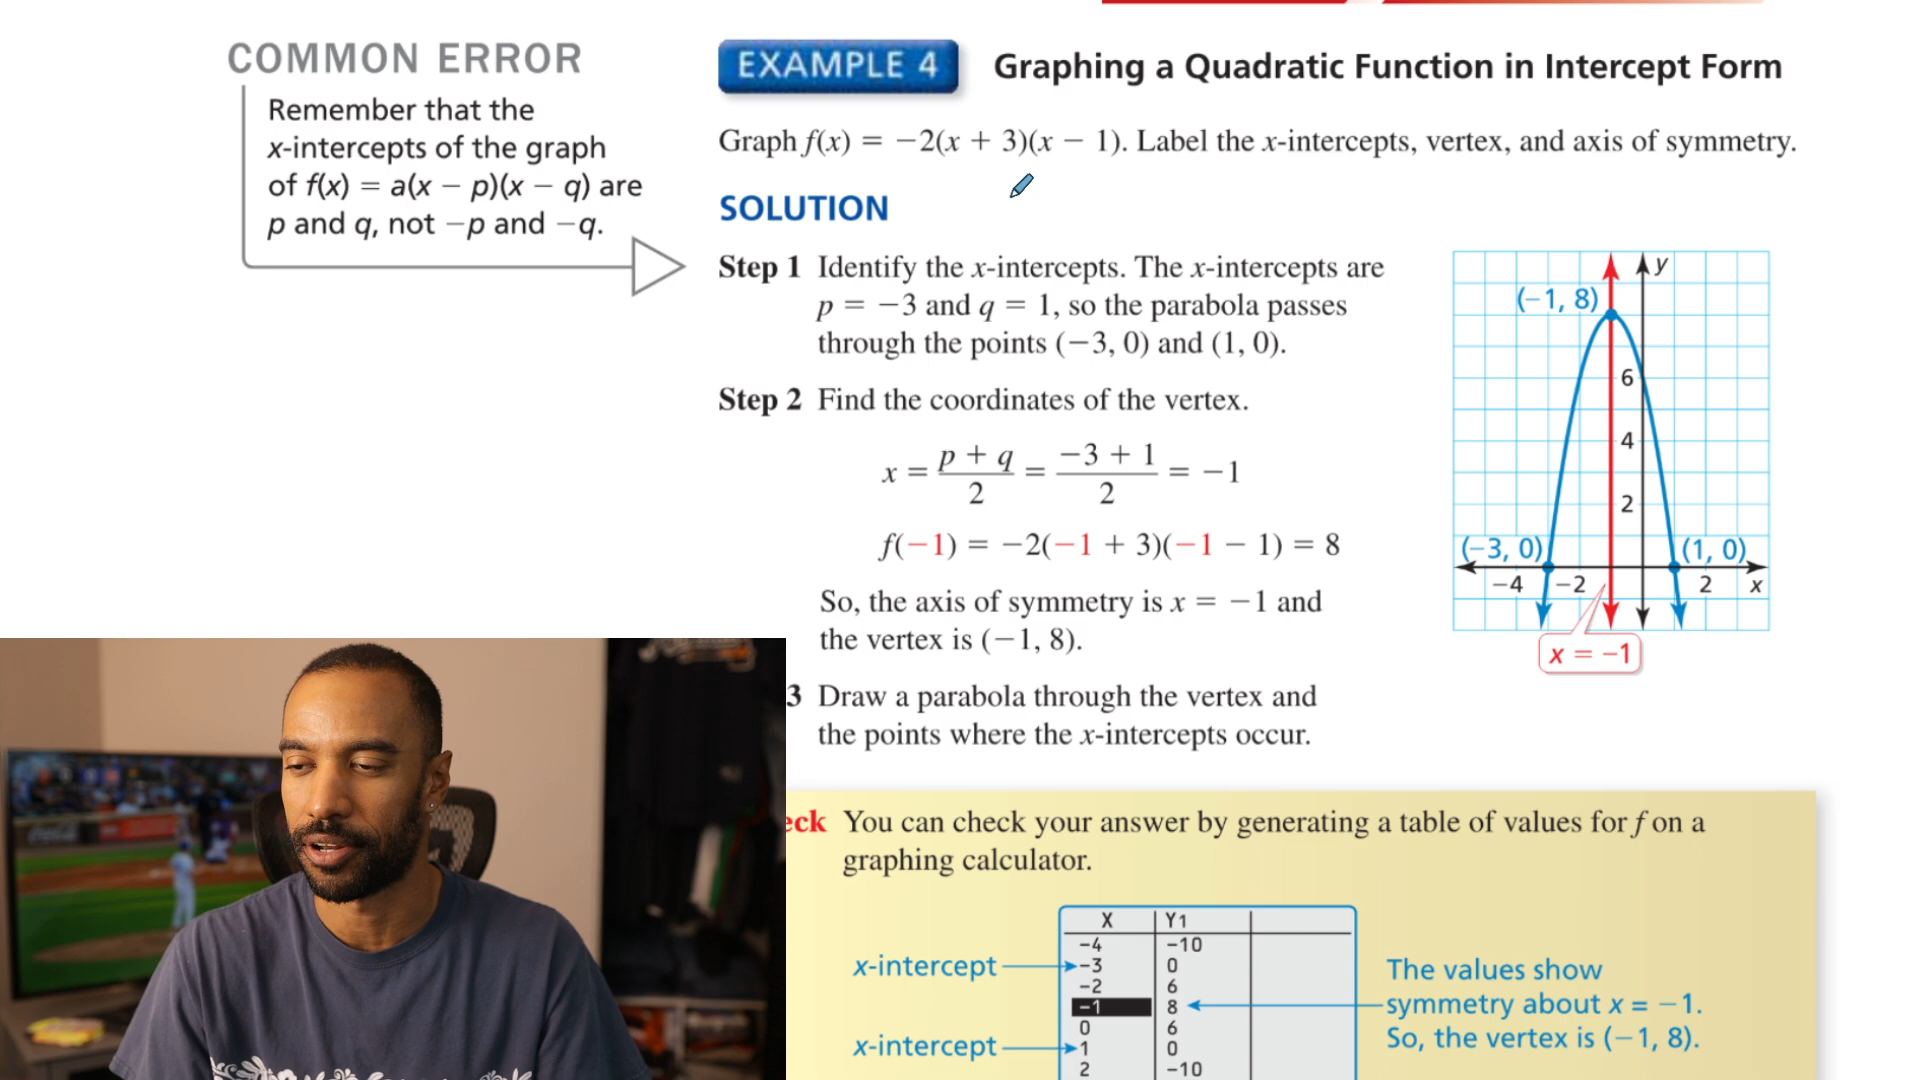 COMMON ERROR
Remember that the
x-intercepts of the graph
of f(x) = a(x − p)(x − q) are
p and q, not −p and −q.
EXAMPLE 4 Graphing a Quadratic Function in Intercept Form
Graph f(x) = −2(x + 3)(x − 1). Label the x-intercepts, vertex, and axis of symmetry.
SOLUTION
Step 1 Identify the x-intercepts. The x-intercepts are
p = −3 and q = 1, so the parabola passes
through the points (−3, 0) and (1, 0).
Step 2 Find the coordinates of the vertex.
x = (p + q)/2 = (−3 + 1)/2 = −1
f(−1) = −2(−1 + 3)(−1 − 1) = 8
So, the axis of symmetry is x = −1 and
the vertex is (−1, 8).
3 Draw a parabola through the vertex and
the points where the x-intercepts occur.
y
(−1, 8)
6
4
2
(−3, 0) (1, 0)
−4 −2 2 x
x = −1
eck You can check your answer by generating a table of values for f on a
graphing calculator.
X Y1
−4 −10
x-intercept −3 0
−2 6
−1 8
0 6
x-intercept 1 0
2 −10
The values show
symmetry about x = −1.
So, the vertex is (−1, 8).
Coca-Cola